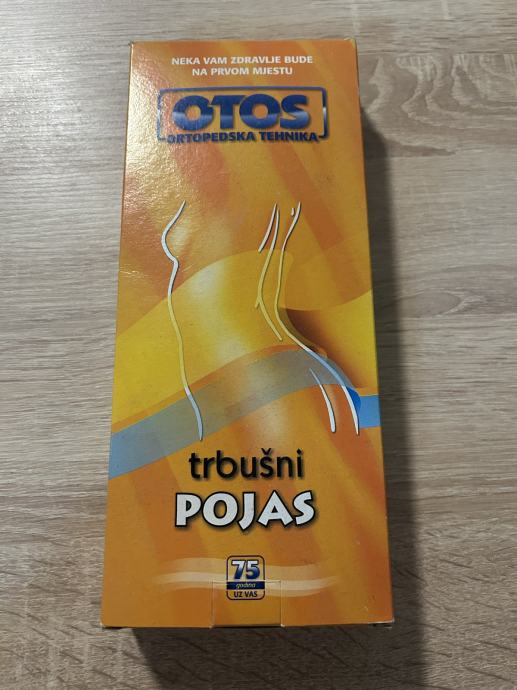 NEKA VAM ZDRAVLJE BUDE
NA PRVOM MJESTU
OTOS
ORTOPEDSKA TEHNIKA
trbušni
POJAS
75
godina
UZ VAS